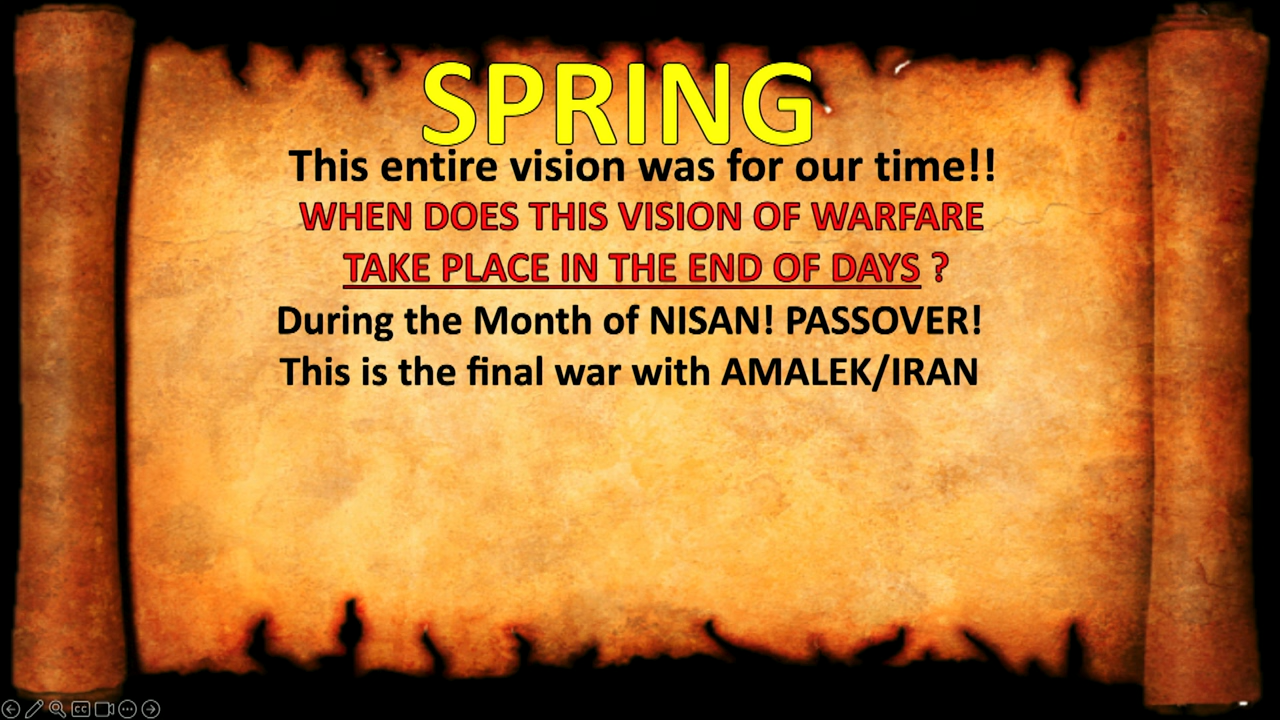 SPRING
This entire vision was for our time!!
WHEN DOES THIS VISION OF WARFARE
TAKE PLACE IN THE END OF DAYS ?
During the Month of NISAN! PASSOVER!
This is the final war with AMALEK/IRAN
CC